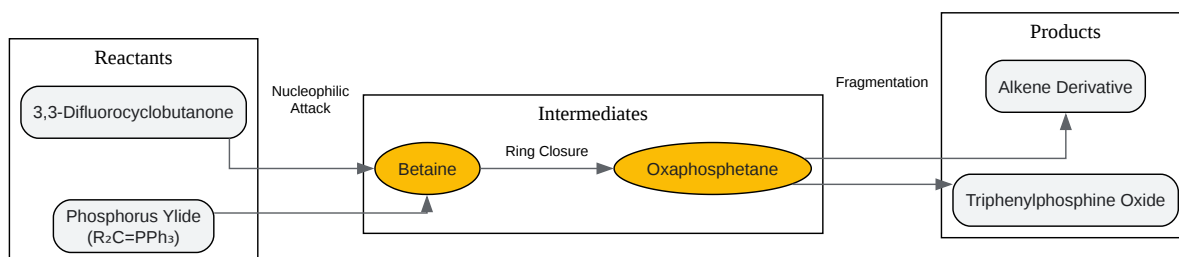 Reactants
3,3-Difluorocyclobutanone
Phosphorus Ylide
(R₂C=PPh₃)
Nucleophilic
Attack
Intermediates
Betaine
Ring Closure
Oxaphosphetane
Fragmentation
Products
Alkene Derivative
Triphenylphosphine Oxide